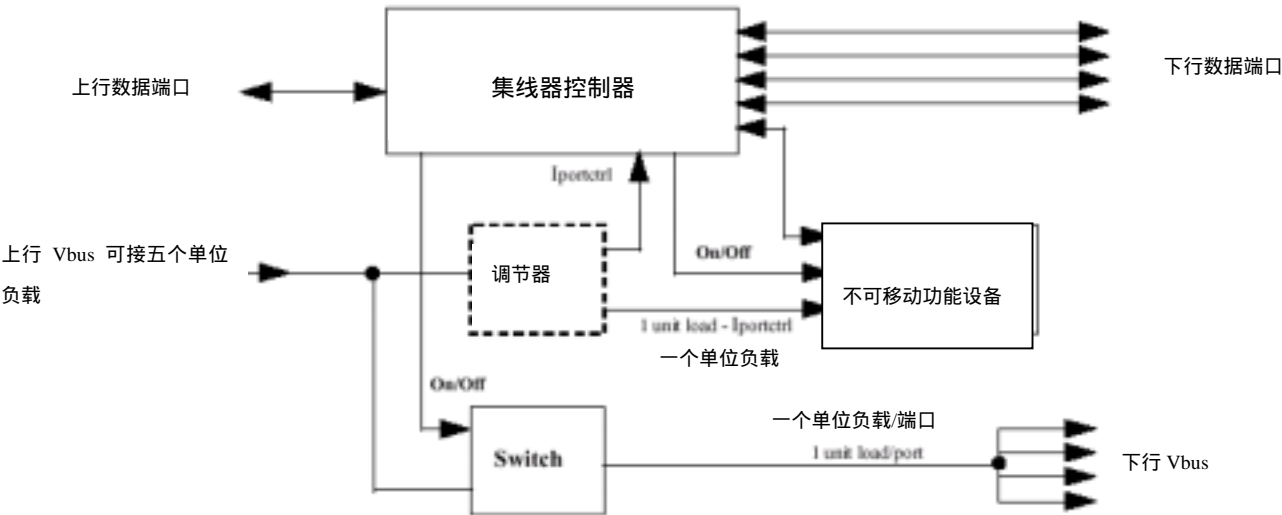 集线器控制器
上行数据端口
下行数据端口
Iportctrl
上行 Vbus 可接五个单位
负载
调节器
On/Off
不可移动功能设备
1 unit load - Iportctrl
一个单位负载
On/Off
Switch
一个单位负载/端口
1 unit load/port
下行 Vbus